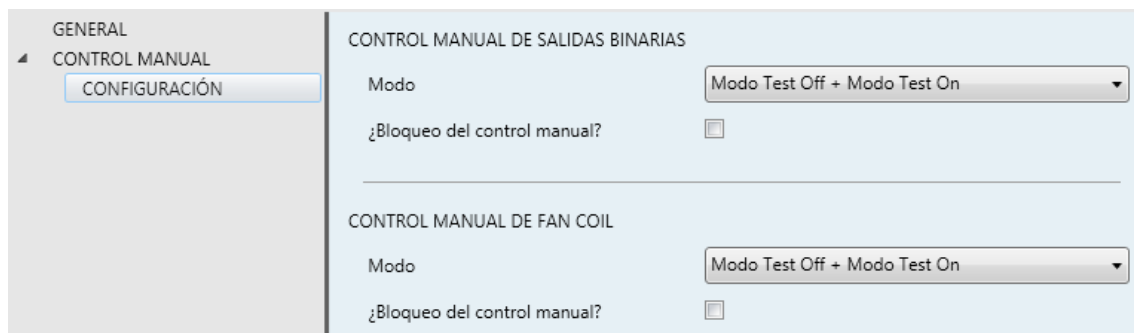 GENERAL
CONTROL MANUAL
CONFIGURACIÓN
CONTROL MANUAL DE SALIDAS BINARIAS
Modo Modo Test Off + Modo Test On
¿Bloqueo del control manual?
CONTROL MANUAL DE FAN COIL
Modo Modo Test Off + Modo Test On
¿Bloqueo del control manual?